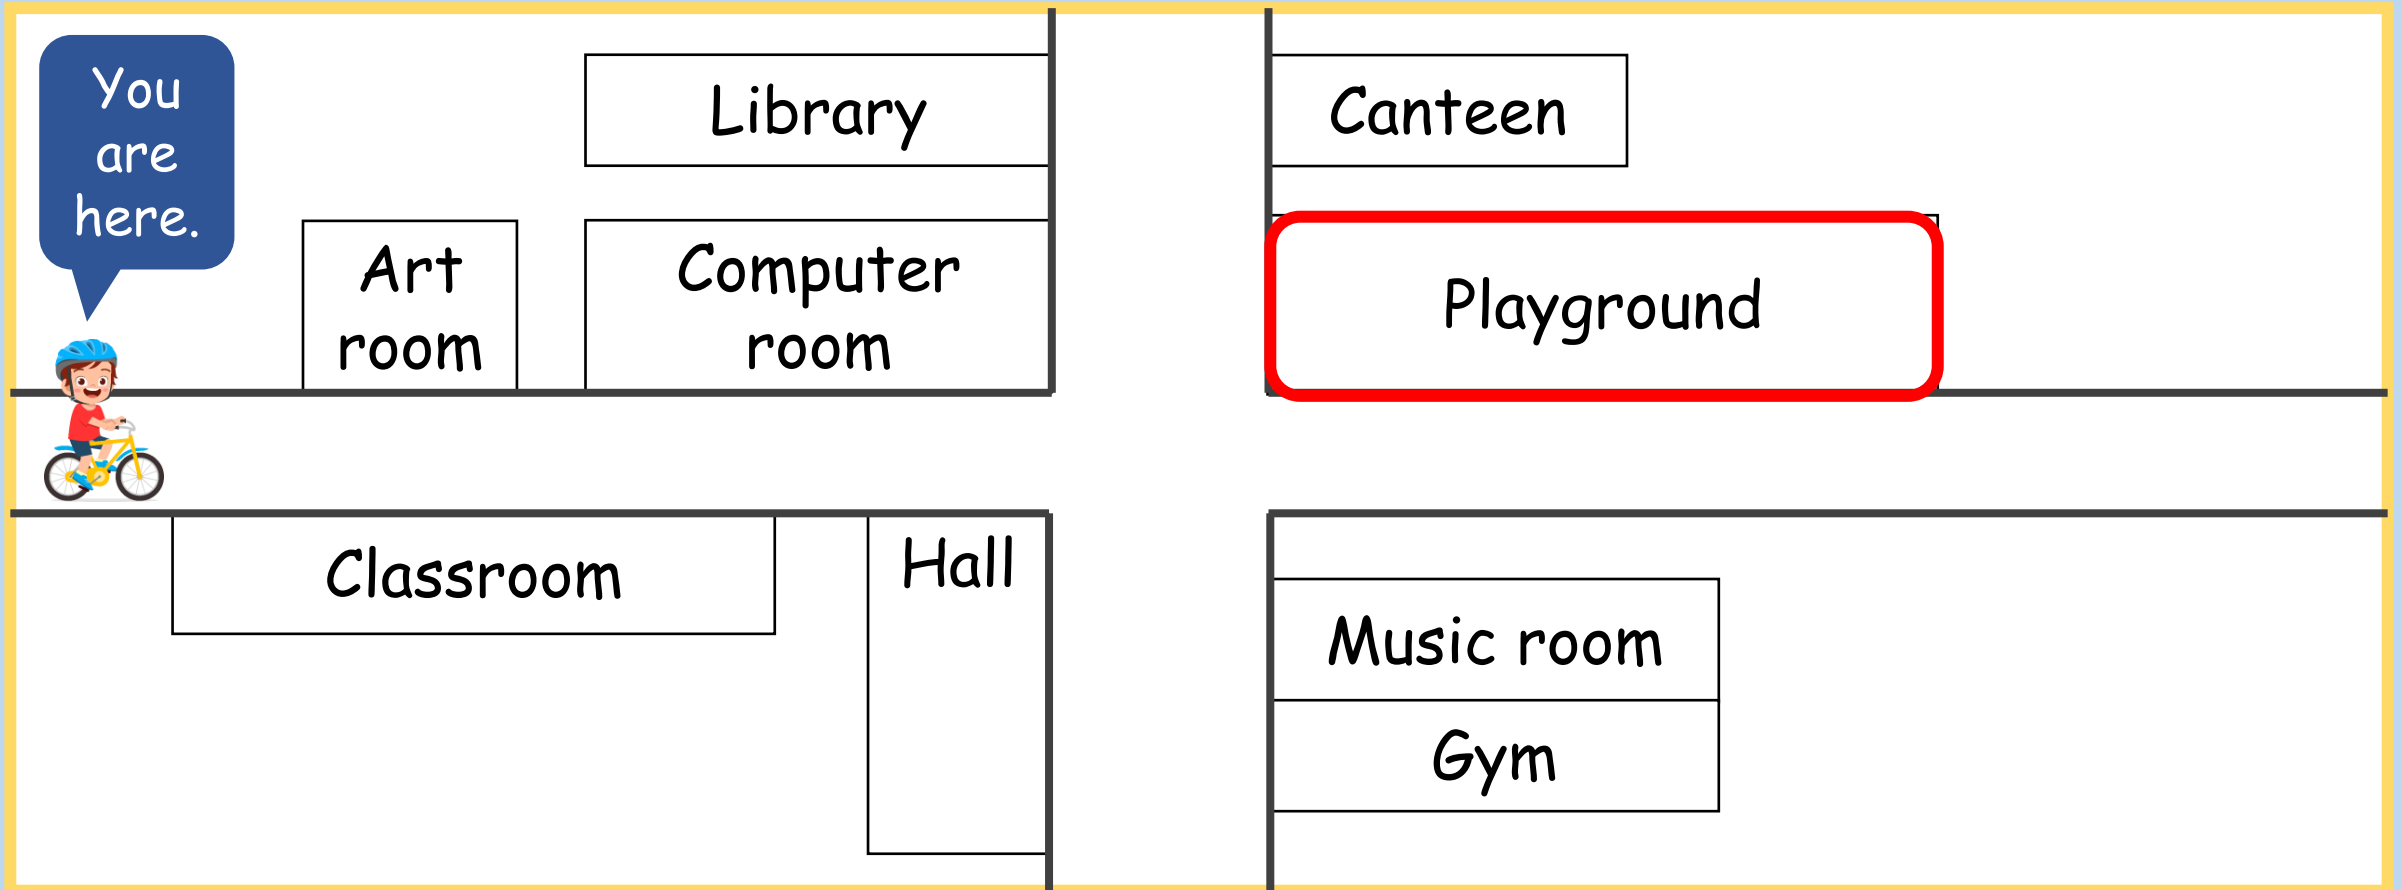 You
are
here.
Library
Canteen
Art
room
Computer
room
Playground
Classroom
Hall
Music room
Gym